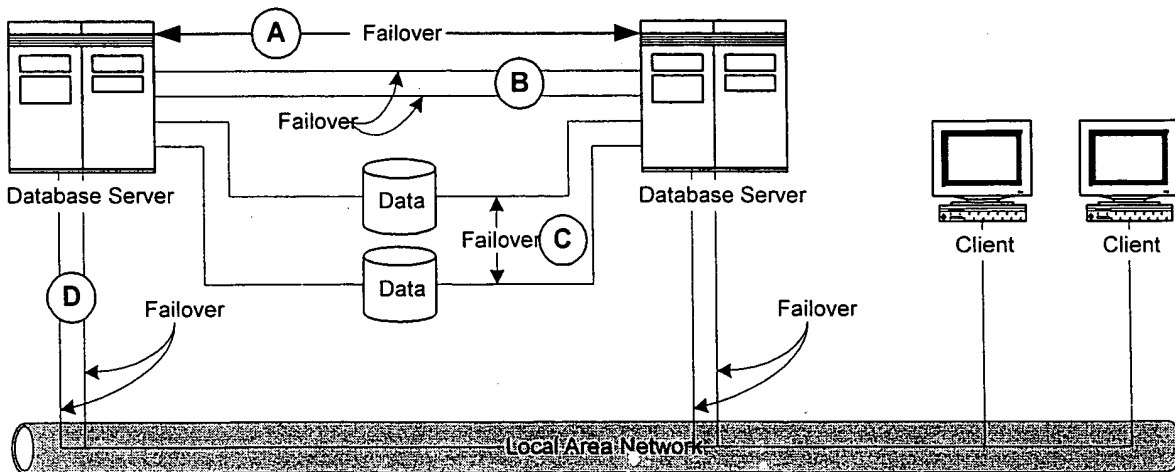 A Failover
B
Failover
Database Server
Data
Database Server
Failover C
Client
Client
Data
D
Failover
Failover
Local Area Network